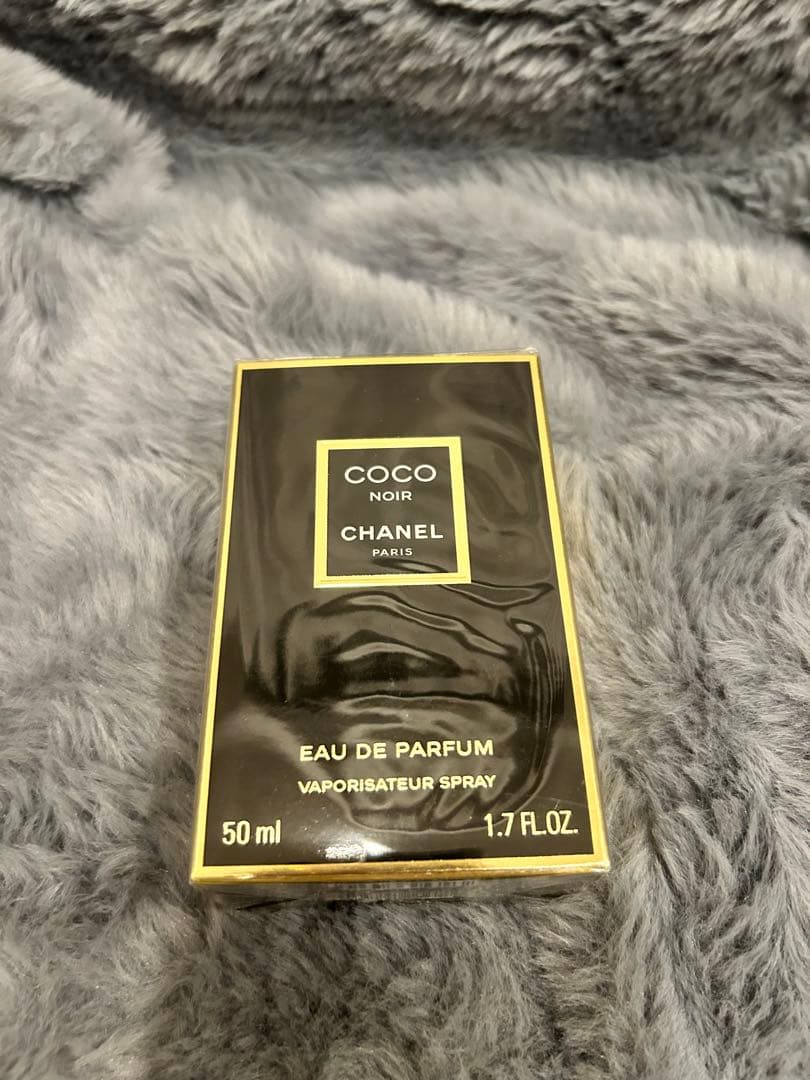 COCO
NOIR
CHANEL
PARIS
EAU DE PARFUM
VAPORISATEUR SPRAY
50 ml
1.7 FL.OZ.